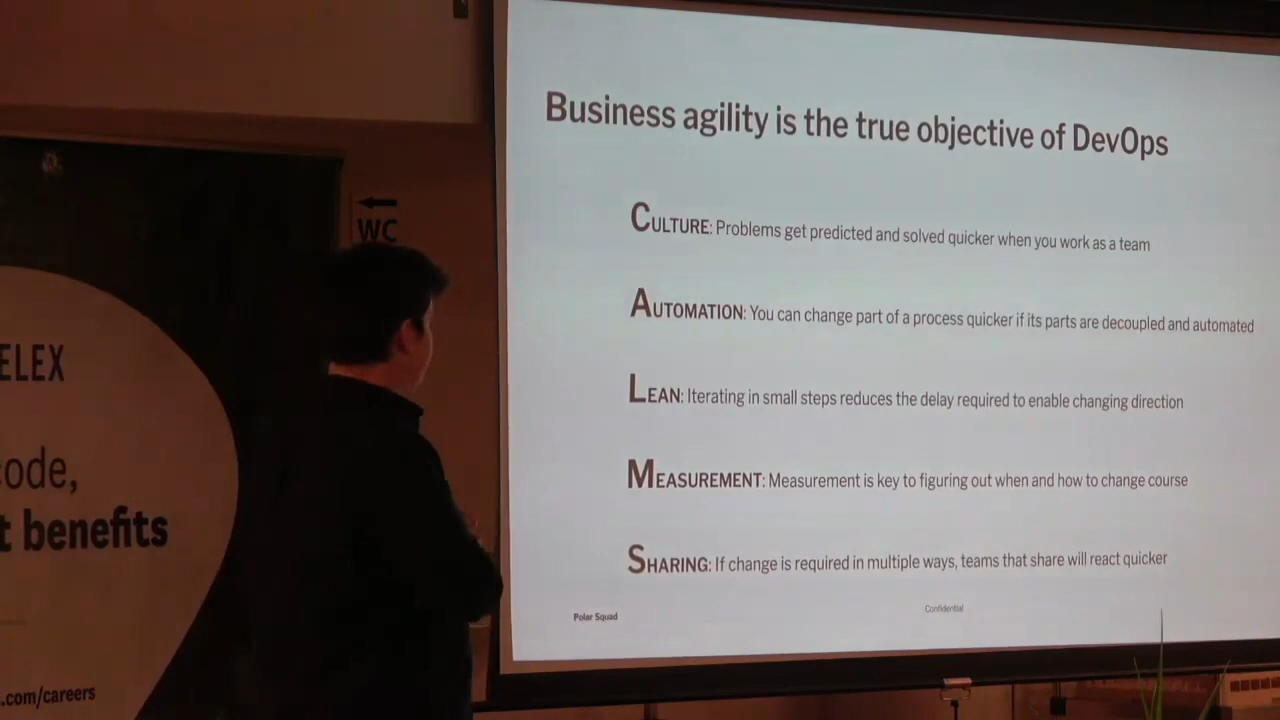 Business agility is the true objective of DevOps
CULTURE: Problems get predicted and solved quicker when you work as a team
AUTOMATION: You can change part of a process quicker if its parts are decoupled and automated
LEAN: Iterating in small steps reduces the delay required to enable changing direction
MEASUREMENT: Measurement is key to figuring out when and how to change course
SHARING: If change is required in multiple ways, teams that share will react quicker
Polar Squad
Confidential
WC
ELEX
code,
t benefits
.com/careers